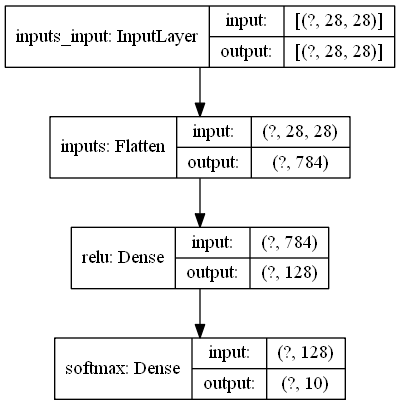 inputs_input: InputLayer
input: [(?, 28, 28)]
output: [(?, 28, 28)]
inputs: Flatten
input: (?, 28, 28)
output: (?, 784)
relu: Dense
input: (?, 784)
output: (?, 128)
softmax: Dense
input: (?, 128)
output: (?, 10)